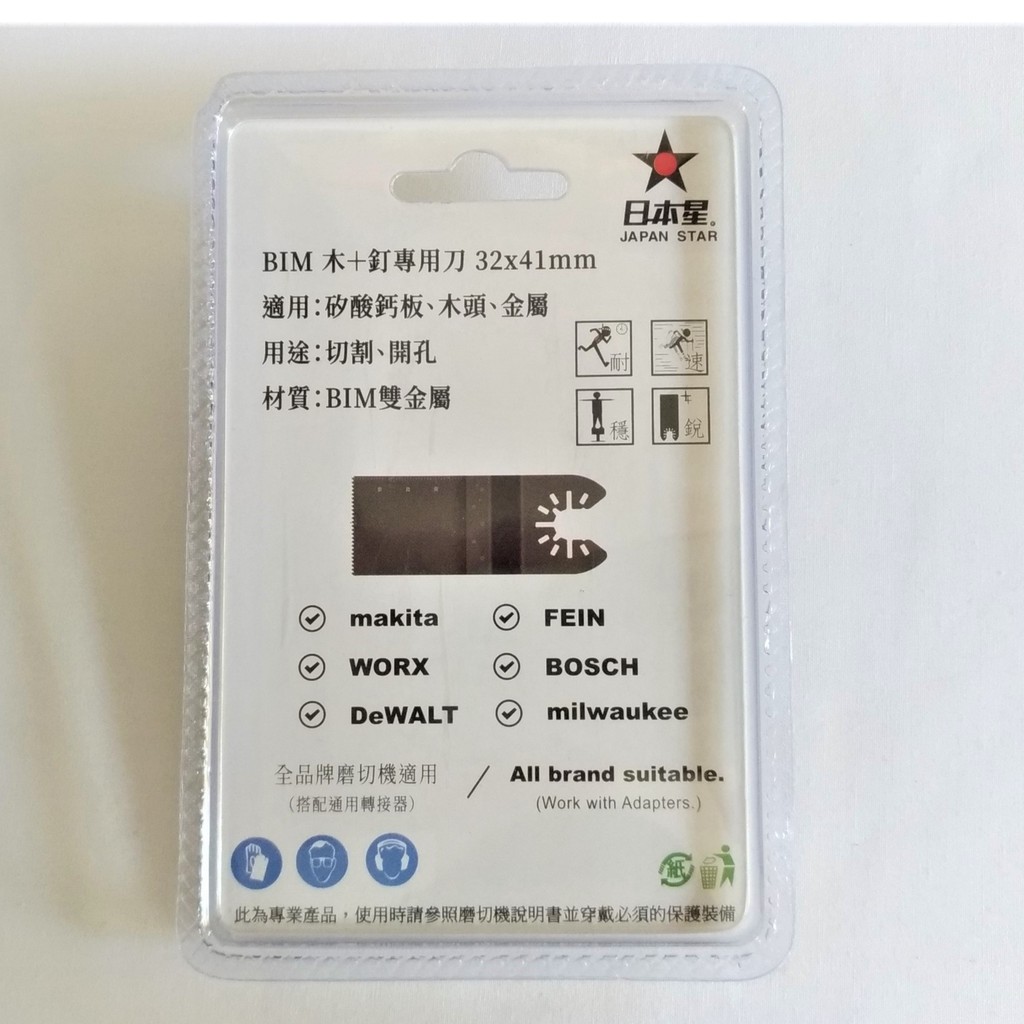 日本星。
JAPAN STAR
BIM 木+釘專用刀 32x41mm
適用：矽酸鈣板、木頭、金屬
用途：切割、開孔
材質：BIM雙金屬
耐
速
穩
銳
makita
FEIN
WORX
BOSCH
DeWALT
milwaukee
全品牌磨切機適用 / All brand suitable.
（搭配通用轉接器） (Work with Adapters.)
紙
此為專業產品，使用時請參照磨切機說明書並穿戴必須的保護裝備